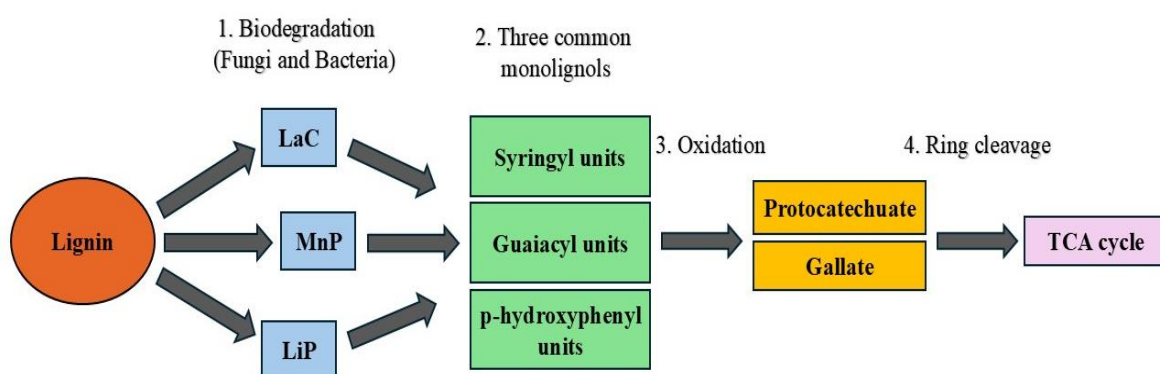 1. Biodegradation
(Fungi and Bacteria)
2. Three common
monolignols
LaC
Syringyl units
3. Oxidation
4. Ring cleavage
Lignin
MnP
Guaiacyl units
Protocatechuate
Gallate
TCA cycle
LiP
p-hydroxyphenyl
units